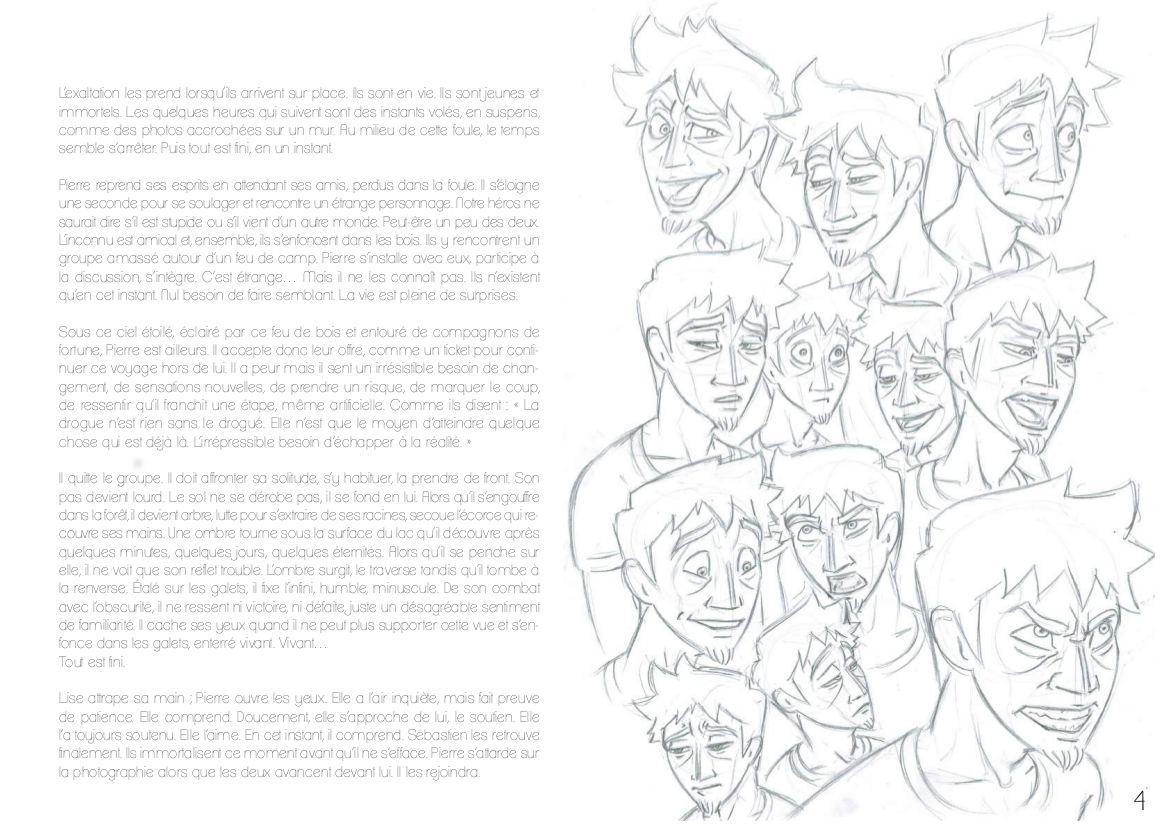 L'exaltation les prend lorsqu'ils arrivent sur place. Ils sont en vie. Ils sont jeunes et
immortels. Les quelques heures qui suivent sont des instants volés, en suspens,
comme des photos accrochées sur un mur. Au milieu de cette foule, le temps
semble s'arrêter. Puis tout est fini, en un instant.
Pierre reprend ses esprits en attendant ses amis, perdus dans la foule. Il s'éloigne
une seconde pour se soulager et rencontre un étrange personnage. Notre héros ne
saurait dire s'il est stupide ou s'il vient d'un autre monde. Peut-être un peu des deux.
L'inconnu est amical et, ensemble, ils s'enfoncent dans les bois. Ils y rencontrent un
groupe amassé autour d'un feu de camp. Pierre s'installe avec eux, participe à
la discussion, s'intègre. C'est étrange... Mais il ne les connaît pas. Ils n'existent
qu'en cet instant. Nul besoin de faire semblant. La vie est pleine de surprises.
Sous ce ciel étoilé, éclairé par ce feu de bois et entouré de compagnons de
fortune, Pierre est ailleurs. Il accepte donc leur offre, comme un ticket pour conti-
nuer ce voyage hors de lui. Il a peur mais il sent un irrésistible besoin de chan-
gement, de sensations nouvelles, de prendre un risque, de marquer le coup,
de ressentir qu'il franchit une étape, même artificielle. Comme ils disent : « La
drogue n'est rien sans le drogué. Elle n'est que le moyen d'atteindre quelque
chose qui est déjà là. L'irrépressible besoin d'échapper à la réalité. »
Il quitte le groupe. Il doit affronter sa solitude, s'y habituer, la prendre de front. Son
pas devient lourd. Le sol ne se dérobe pas, il se fond en lui. Alors qu'il s'engouffre
dans la forêt, il devient arbre, lutte pour s'extraire de ses racines, secoue l'écorce qui re-
couvre ses mains. Une ombre tourne sous la surface du lac qu'il découvre après
quelques minutes, quelques jours, quelques éternités. Alors qu'il se penche sur
elle, il ne voit que son reflet trouble. L'ombre surgit, le traverse tandis qu'il tombe à
la renverse. Étalé sur les galets, il fixe l'infini, humble, minuscule. De son combat
avec l'obscurité, il ne ressent ni victoire, ni défaite, juste un désagréable sentiment
de familiarité. Il cache ses yeux quand il ne peut plus supporter cette vue et s'en-
fonce dans les galets, enterré vivant. Vivant...
Tout est fini.
Lise attrape sa main ; Pierre ouvre les yeux. Elle a l'air inquiète, mais fait preuve
de patience. Elle comprend. Doucement, elle s'approche de lui, le soutien. Elle
l'a toujours soutenu. Elle l'aime. En cet instant, il comprend. Sébastien les retrouve
finalement. Ils immortalisent ce moment avant qu'il ne s'efface. Pierre s'attarde sur
la photographie alors que les deux avancent devant lui. Il les rejoindra.
4